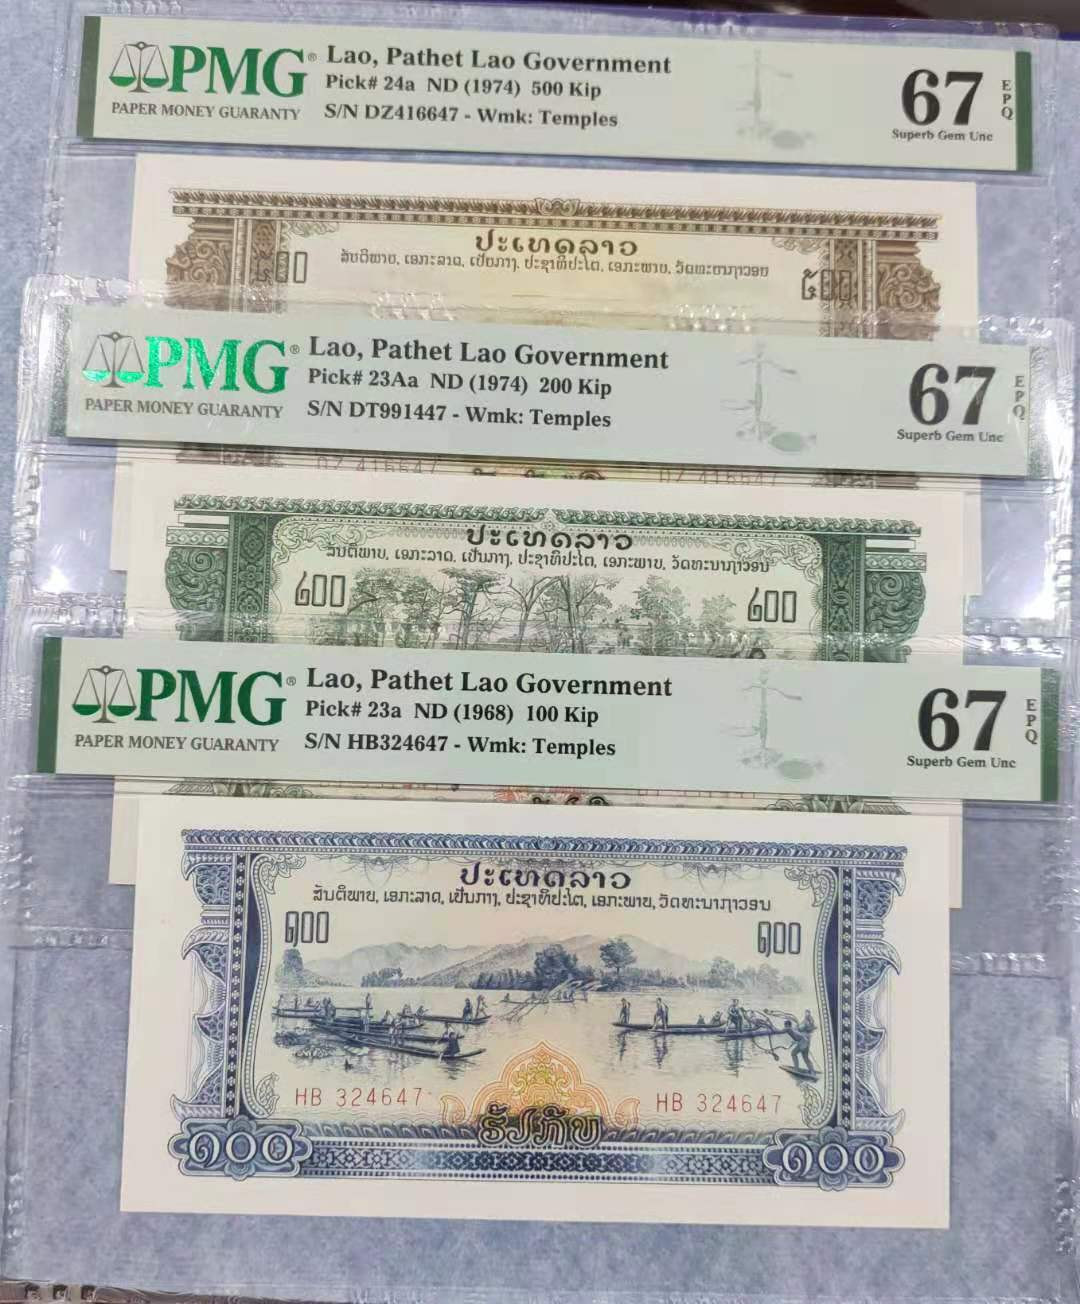 PMG®
PAPER MONEY GUARANTY
Lao, Pathet Lao Government
Pick# 24a ND (1974) 500 Kip
S/N DZ416647 - Wmk: Temples
67
EPQ
Superb Gem Unc
ປະເທດລາວ
ສັນຕິພາບ, ເອກະລາດ, ເປັນກາງ, ປະຊາທິປະໄຕ, ເອກະພາບ, ວັດທະນາຖາວອນ
໕໐໐ ໕໐໐
PMG®
PAPER MONEY GUARANTY
Lao, Pathet Lao Government
Pick# 23Aa ND (1974) 200 Kip
S/N DT991447 - Wmk: Temples
67
EPQ
Superb Gem Unc
DZ 416647 DZ 416647
ປະເທດລາວ
ສັນຕິພາບ, ເອກະລາດ, ເປັນກາງ, ປະຊາທິປະໄຕ, ເອກະພາບ, ວັດທະນາຖາວອນ
໒໐໐ ໒໐໐
PMG®
PAPER MONEY GUARANTY
Lao, Pathet Lao Government
Pick# 23a ND (1968) 100 Kip
S/N HB324647 - Wmk: Temples
67
EPQ
Superb Gem Unc
ປະເທດລາວ
ສັນຕິພາບ, ເອກະລາດ, ເປັນກາງ, ປະຊາທິປະໄຕ, ເອກະພາບ, ວັດທະນາຖາວອນ
໑໐໐ ໑໐໐
HB 324647 HB 324647
ຮ້ອຍກີບ
໑໐໐ ໑໐໐